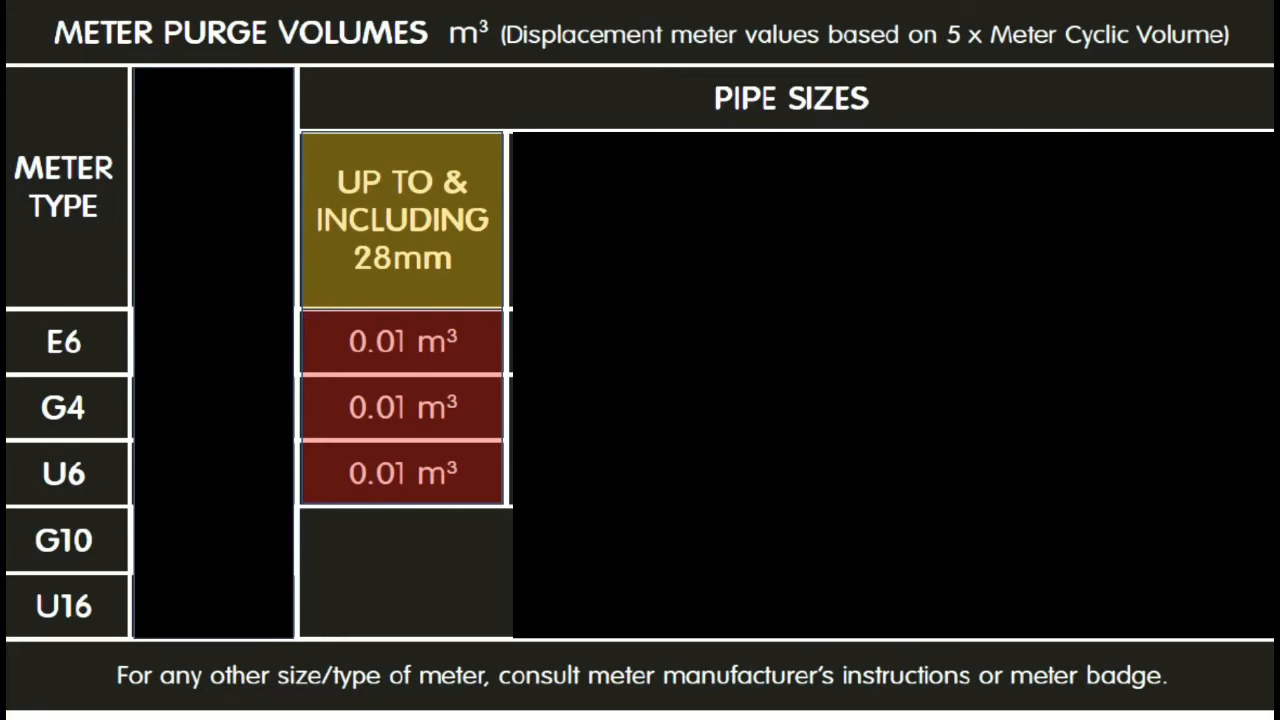 METER PURGE VOLUMES m³ (Displacement meter values based on 5 x Meter Cyclic Volume)
PIPE SIZES
METER
TYPE
UP TO &
INCLUDING
28mm
E6 0.01 m³
G4 0.01 m³
U6 0.01 m³
G10
U16
For any other size/type of meter, consult meter manufacturer's instructions or meter badge.